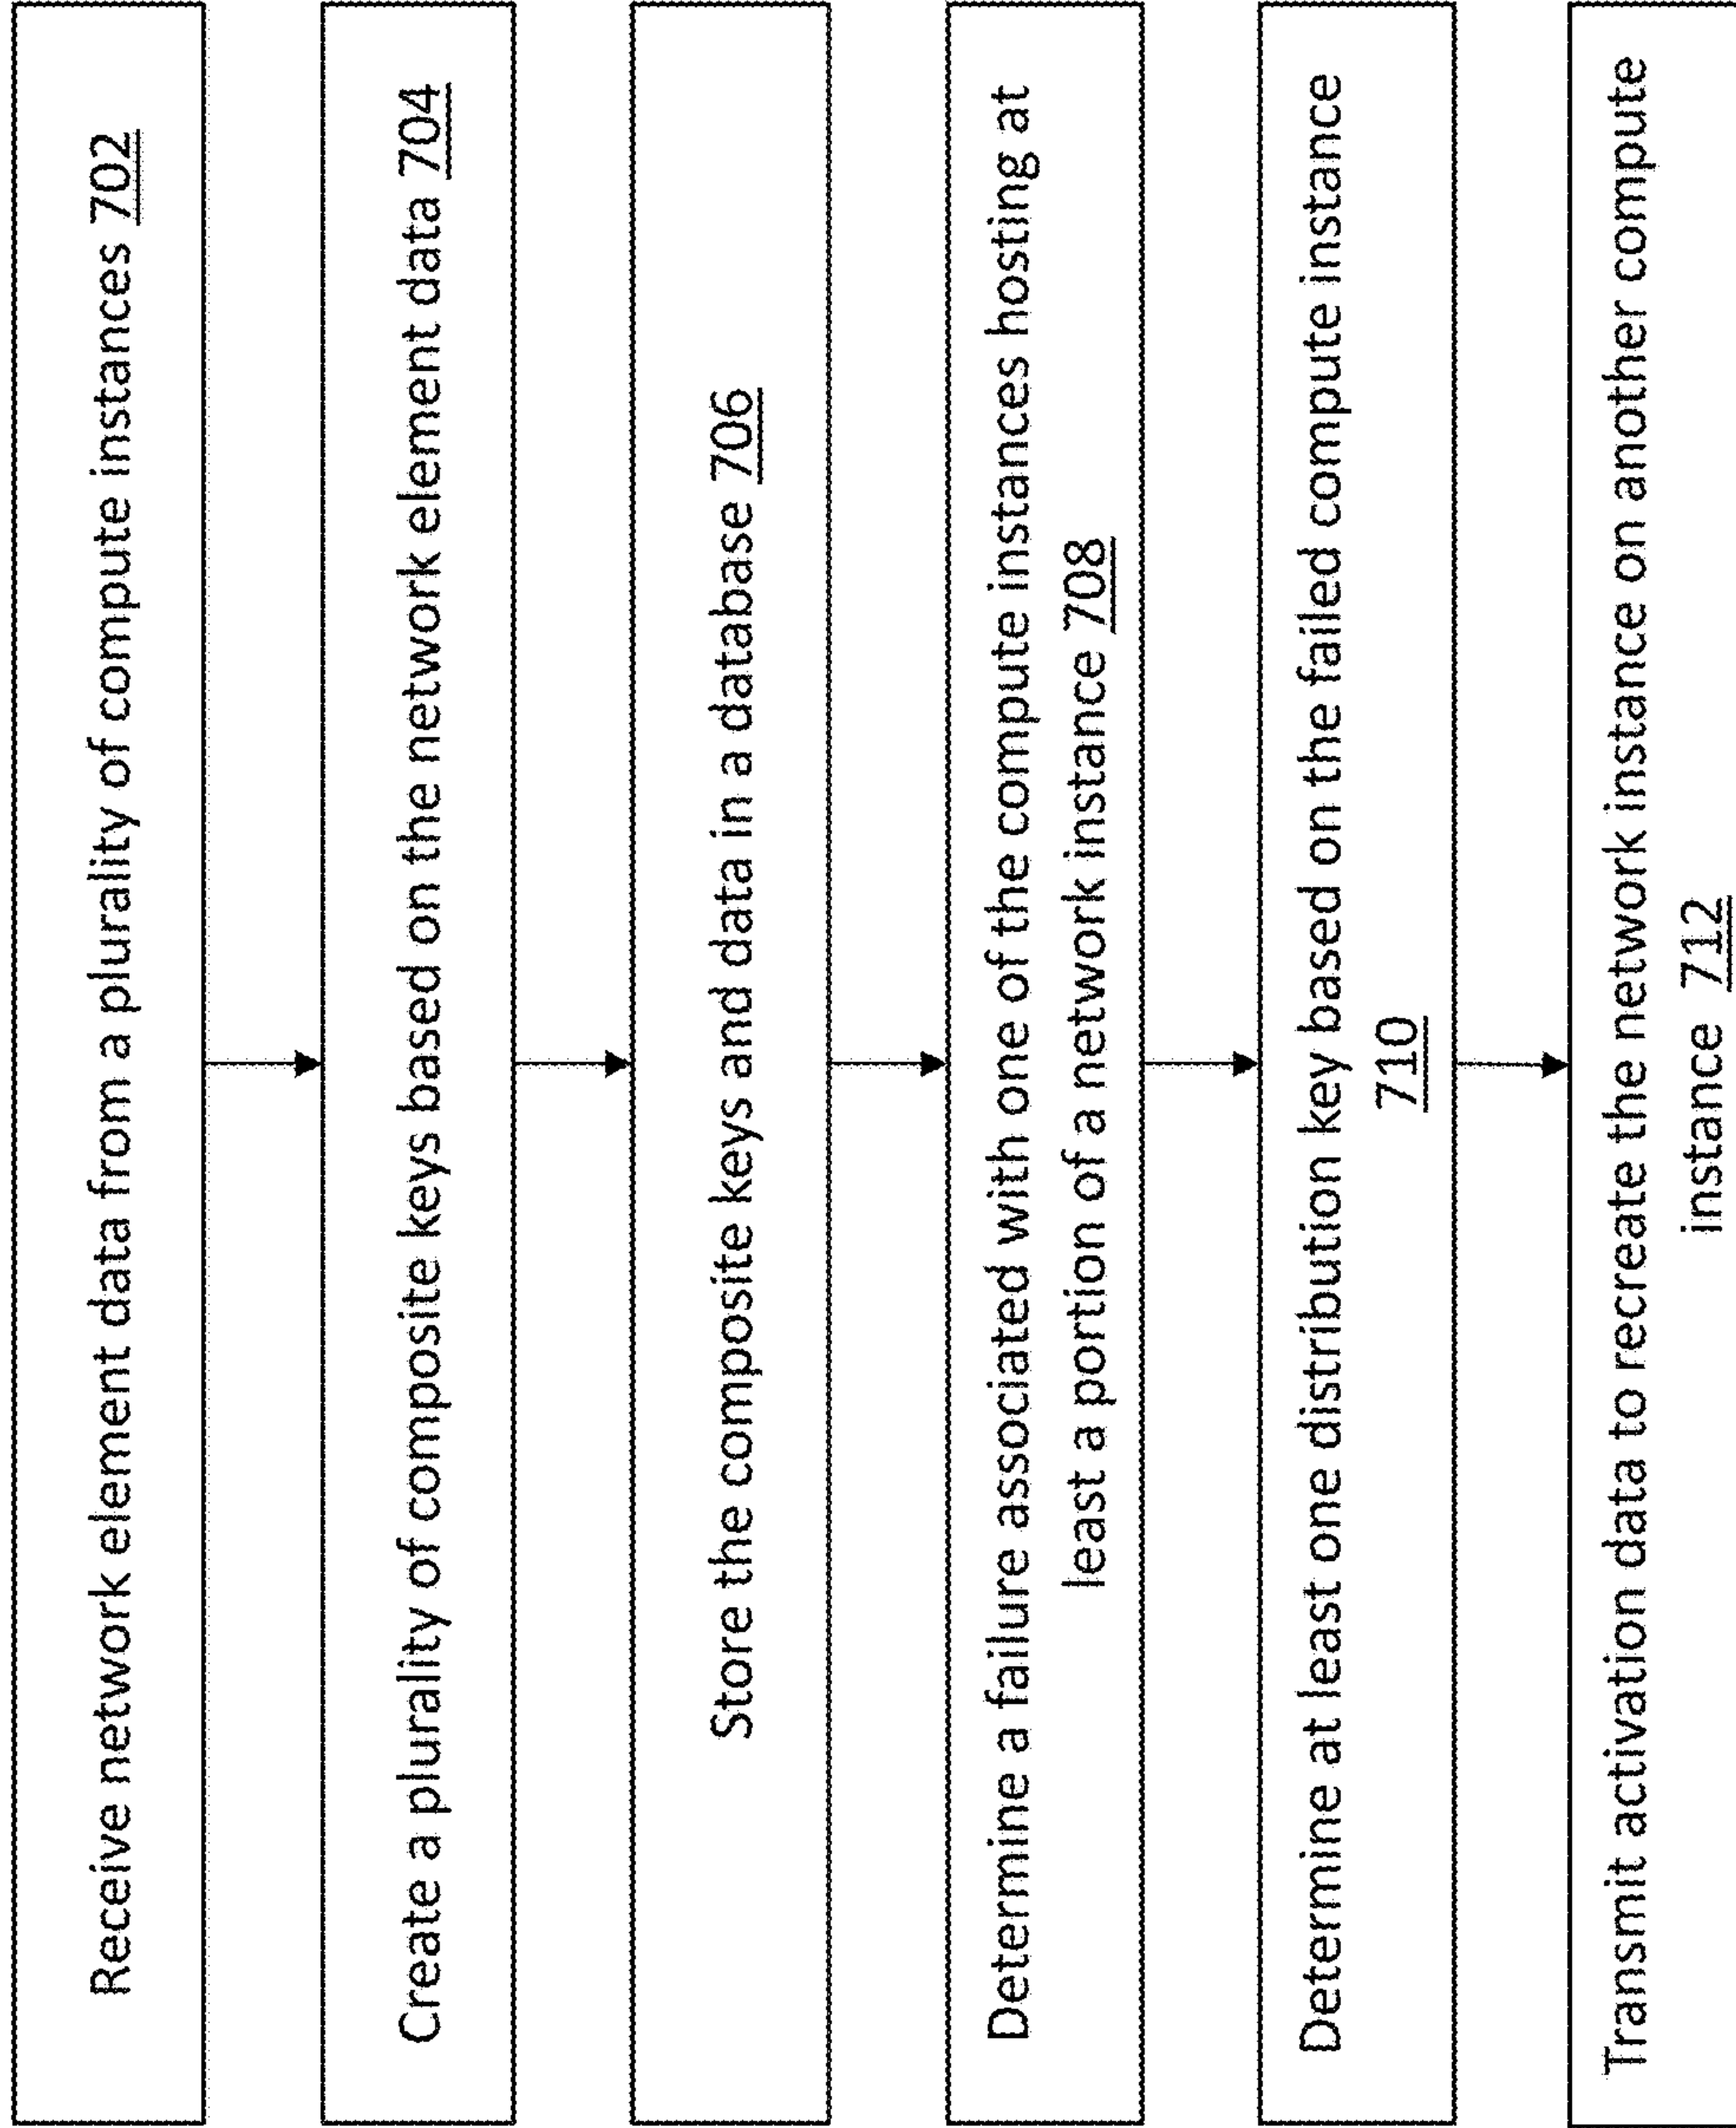 Receive network element data from a plurality of compute instances 702
Create a plurality of composite keys based on the network element data 704
Store the composite keys and data in a database 706
Determine a failure associated with one of the compute instances hosting at
least a portion of a network instance 708
Determine at least one distribution key based on the failed compute instance
710
Transmit activation data to recreate the network instance on another compute
instance 712